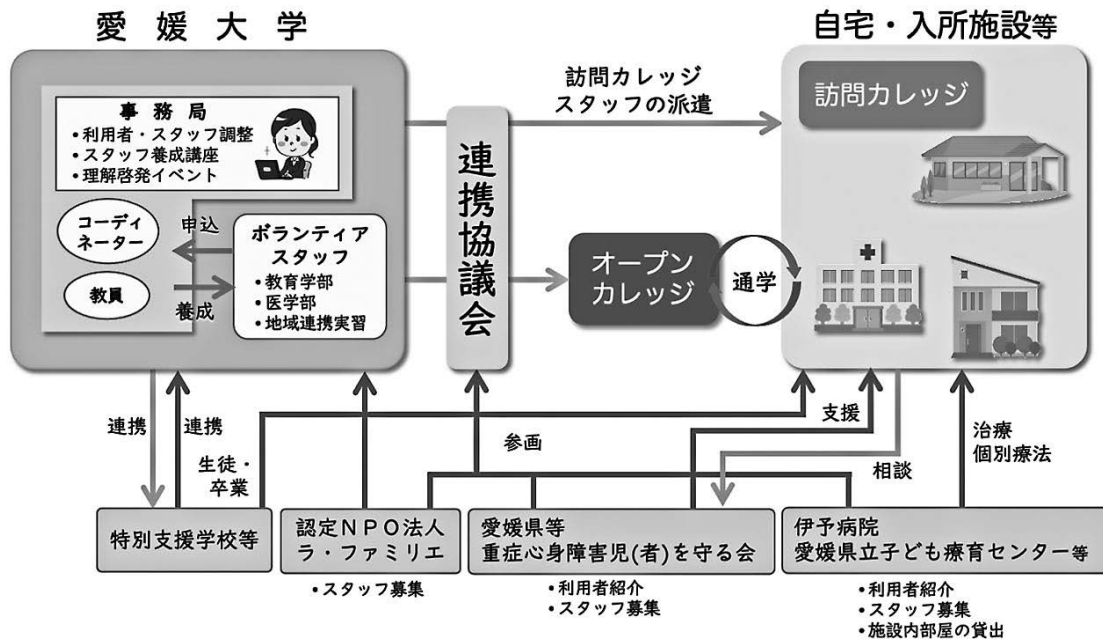 愛媛大学
自宅・入所施設等
事務局
•利用者・スタッフ調整
•スタッフ養成講座
•理解啓発イベント
コーディ
ネーター
教員
申込
養成
ボランティア
スタッフ
•教育学部
•医学部
•地域連携実習
連携協議会
訪問カレッジ
スタッフの派遣
訪問カレッジ
オープン
カレッジ
通学
連携
連携
生徒・
卒業
参画
支援
相談
治療
個別療法
特別支援学校等
認定NPO法人
ラ・ファミリエ
•スタッフ募集
愛媛県等
重症心身障害児(者)を守る会
•利用者紹介
•スタッフ募集
伊予病院
愛媛県立子ども療育センター等
•利用者紹介
•スタッフ募集
•施設内部屋の貸出